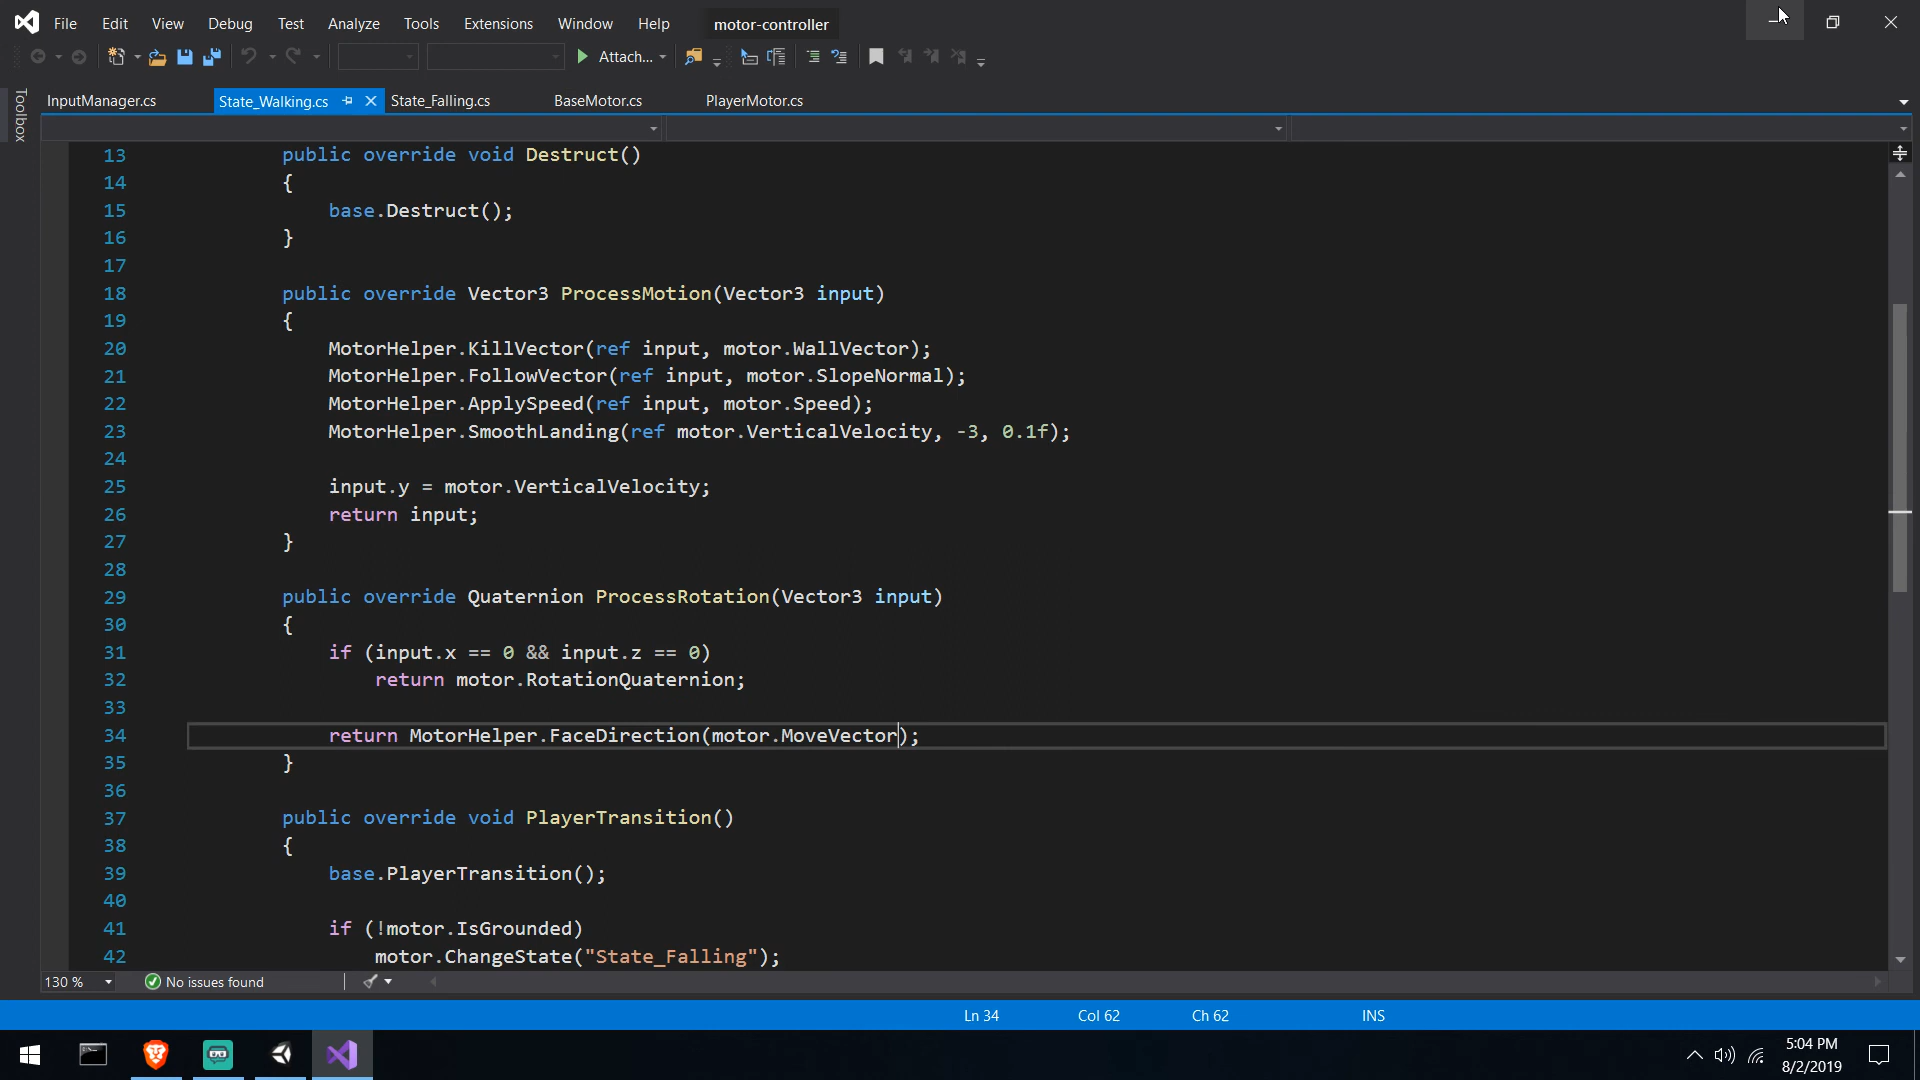 File Edit View Debug Test Analyze Tools Extensions Window Help motor-controller
Attach...
Toolbox
InputManager.cs State_Walking.cs State_Falling.cs BaseMotor.cs PlayerMotor.cs
13 public override void Destruct()
14 {
15 base.Destruct();
16 }
17
18 public override Vector3 ProcessMotion(Vector3 input)
19 {
20 MotorHelper.KillVector(ref input, motor.WallVector);
21 MotorHelper.FollowVector(ref input, motor.SlopeNormal);
22 MotorHelper.ApplySpeed(ref input, motor.Speed);
23 MotorHelper.SmoothLanding(ref motor.VerticalVelocity, -3, 0.1f);
24
25 input.y = motor.VerticalVelocity;
26 return input;
27 }
28
29 public override Quaternion ProcessRotation(Vector3 input)
30 {
31 if (input.x == 0 && input.z == 0)
32 return motor.RotationQuaternion;
33
34 return MotorHelper.FaceDirection(motor.MoveVector);
35 }
36
37 public override void PlayerTransition()
38 {
39 base.PlayerTransition();
40
41 if (!motor.IsGrounded)
42 motor.ChangeState("State_Falling");
130 % No issues found
Ln 34 Col 62 Ch 62 INS
5:04 PM
8/2/2019